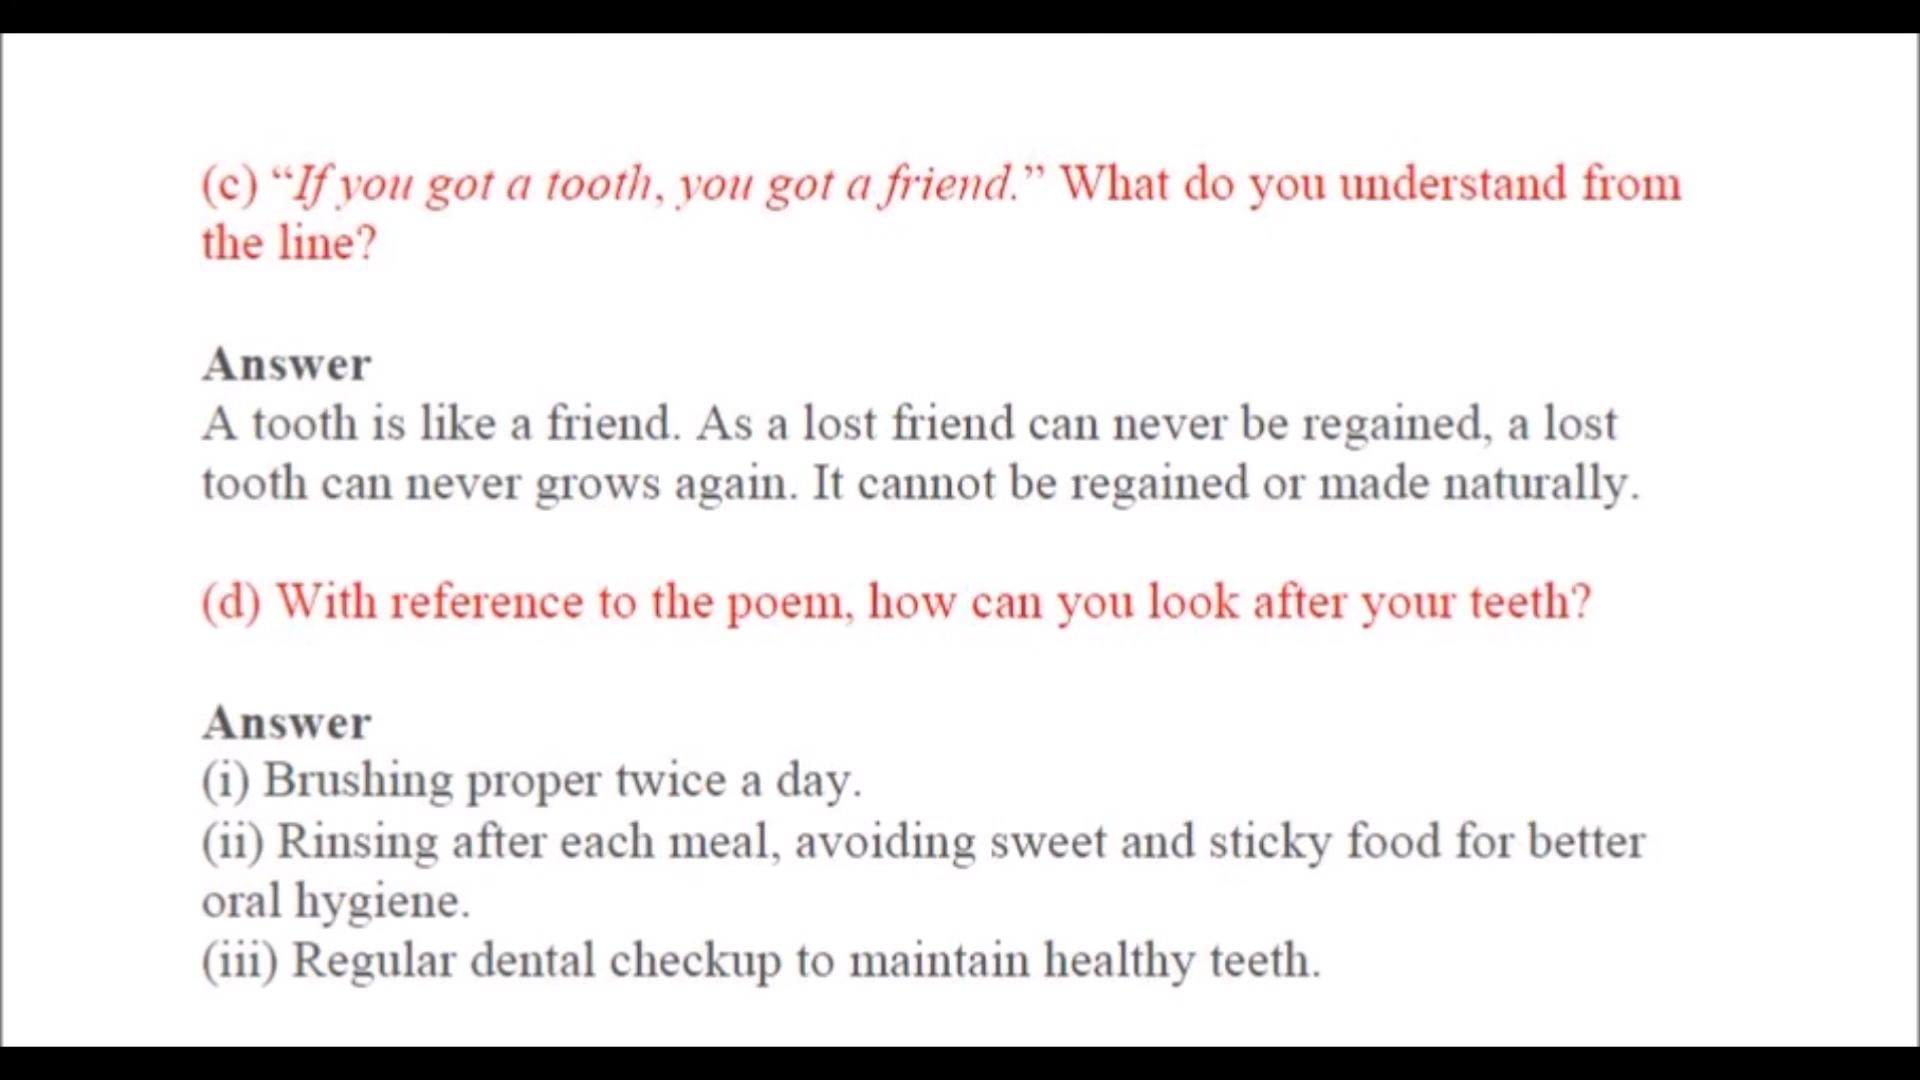 (c) “If you got a tooth, you got a friend.” What do you understand from
the line?
Answer
A tooth is like a friend. As a lost friend can never be regained, a lost
tooth can never grows again. It cannot be regained or made naturally.
(d) With reference to the poem, how can you look after your teeth?
Answer
(i) Brushing proper twice a day.
(ii) Rinsing after each meal, avoiding sweet and sticky food for better
oral hygiene.
(iii) Regular dental checkup to maintain healthy teeth.